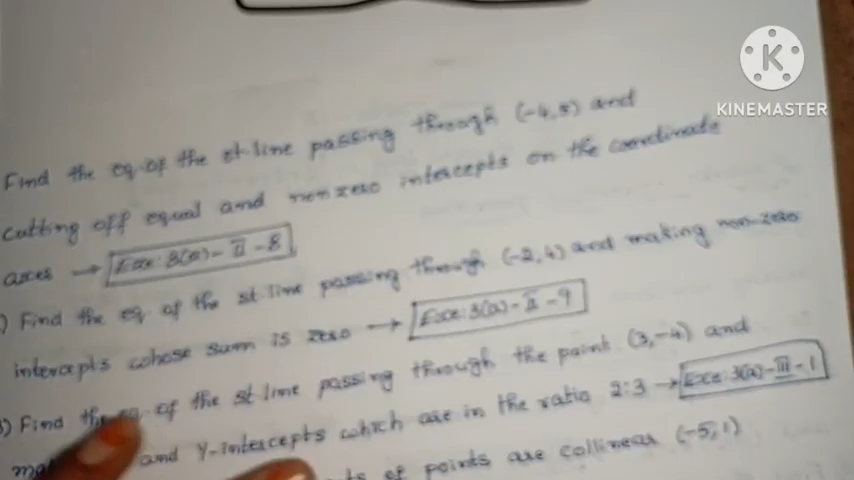 KINEMASTER
Find the eq. of the st-line passing through (-4,5) and
cutting off equal and non zero intercepts on the coordinate
axes → Exe: 3(a)- II -8
) Find the eq. of the st-line passing through (-2,4) and making non-zero
intercepts whose sum is zero → Exe: 3(a)- II -9
) Find the eq. of the st-line passing through the point (3,-4) and
and Y-intercepts which are in the ratio 2:3 → Exe: 3(a)- III -1
of points are collinear (-5,1)